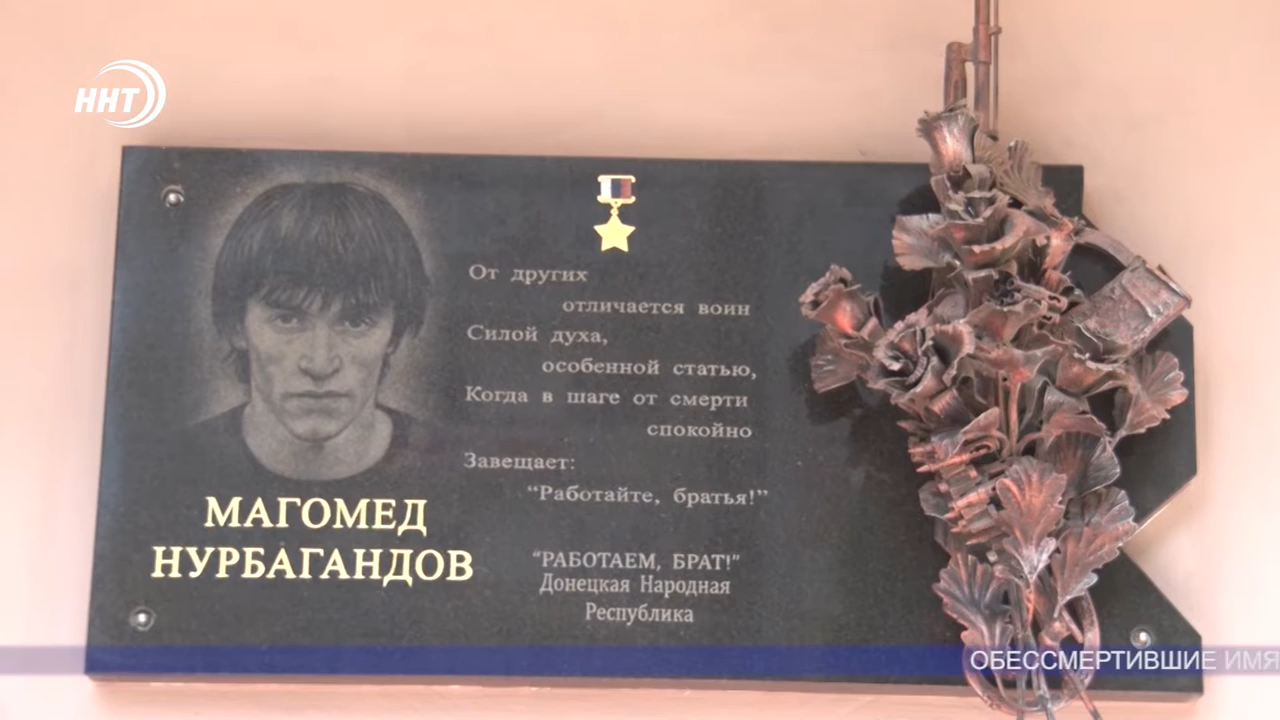 ННТ
От других
отличается воин
Силой духа,
особенной статью,
Когда в шаге от смерти
спокойно
Завещает:
“Работайте, братья!”
МАГОМЕД
НУРБАГАНДОВ
“РАБОТАЕМ, БРАТ!”
Донецкая Народная
Республика
ОБЕССМЕРТИВШИЕ ИМЯ